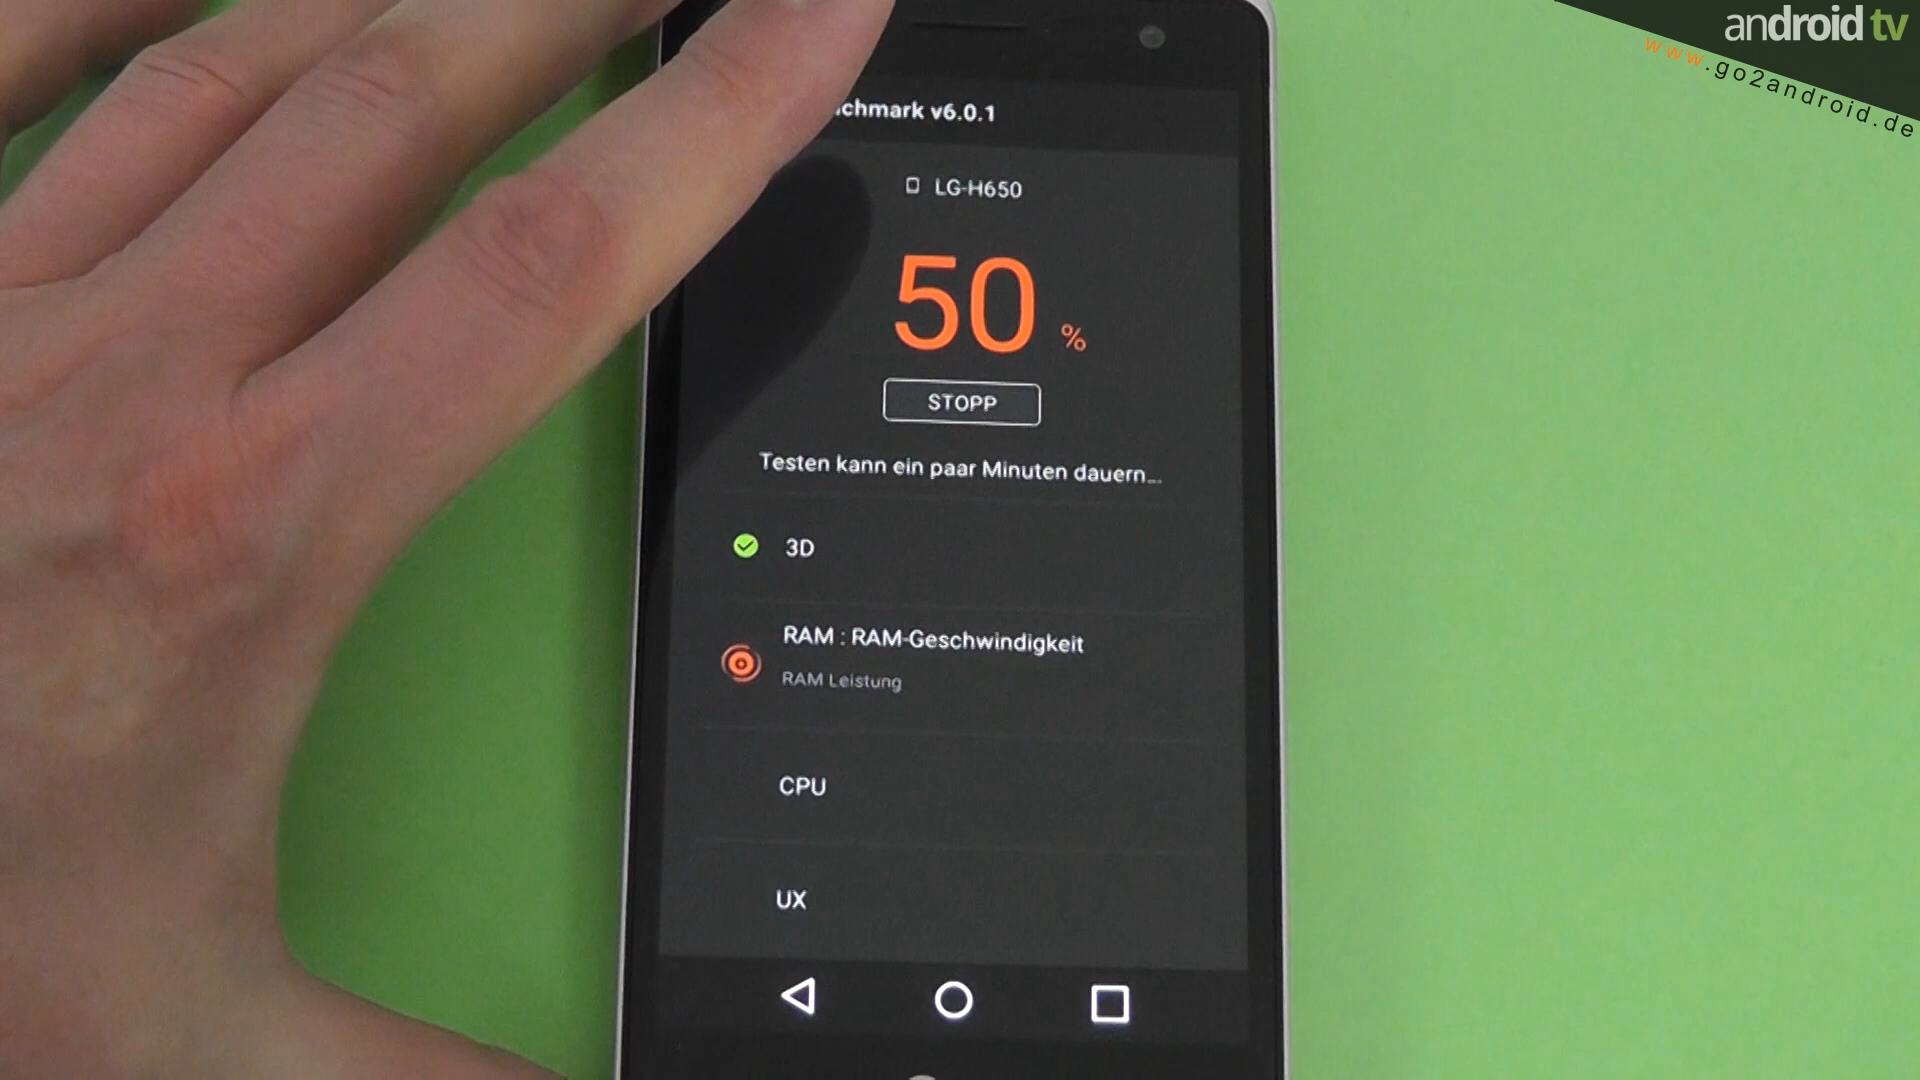 android tv
www.go2android.de
v6.0.1
LG-H650
50 %
STOPP
Testen kann ein paar Minuten dauern...
3D
RAM : RAM-Geschwindigkeit
RAM Leistung
CPU
UX